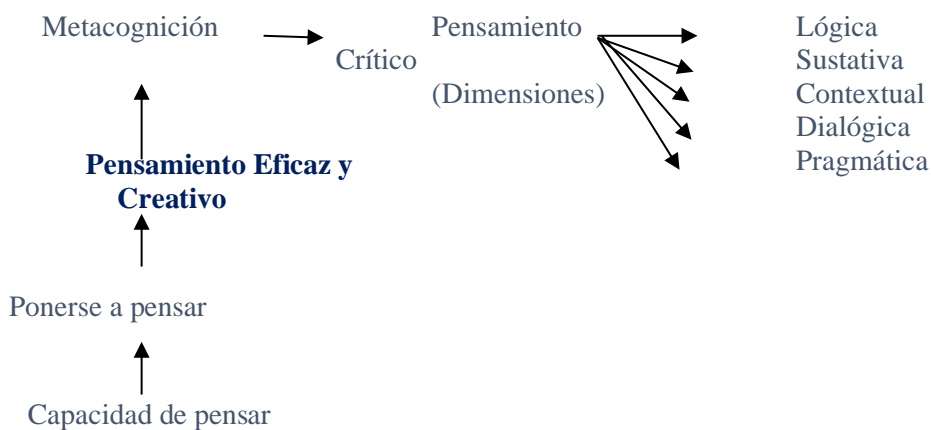 Metacognición
Pensamiento
Crítico
(Dimensiones)
Lógica
Sustativa
Contextual
Dialógica
Pragmática
Pensamiento Eficaz y
Creativo
Ponerse a pensar
Capacidad de pensar